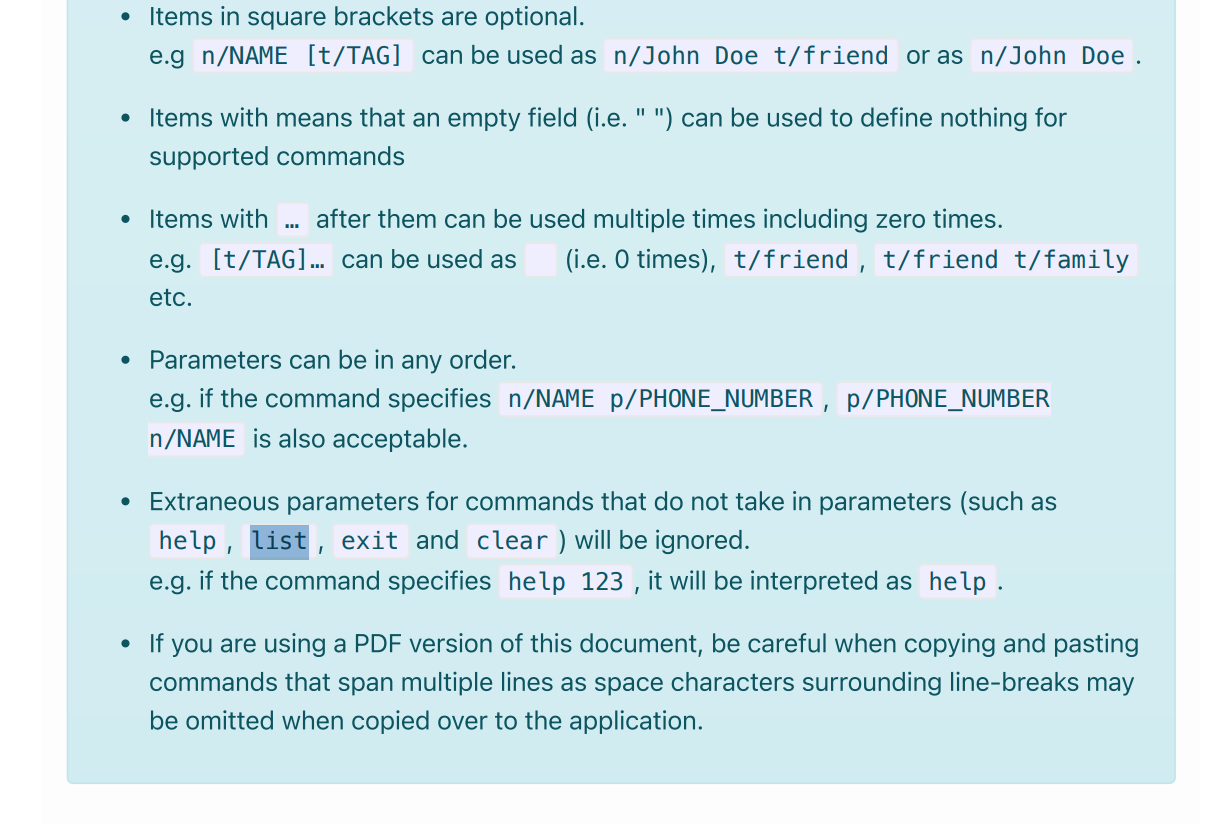 • Items in square brackets are optional.
e.g n/NAME [t/TAG] can be used as n/John Doe t/friend or as n/John Doe .
• Items with means that an empty field (i.e. " ") can be used to define nothing for
supported commands
• Items with … after them can be used multiple times including zero times.
e.g. [t/TAG]… can be used as (i.e. 0 times), t/friend , t/friend t/family
etc.
• Parameters can be in any order.
e.g. if the command specifies n/NAME p/PHONE_NUMBER , p/PHONE_NUMBER
n/NAME is also acceptable.
• Extraneous parameters for commands that do not take in parameters (such as
help , list , exit and clear ) will be ignored.
e.g. if the command specifies help 123 , it will be interpreted as help .
• If you are using a PDF version of this document, be careful when copying and pasting
commands that span multiple lines as space characters surrounding line-breaks may
be omitted when copied over to the application.